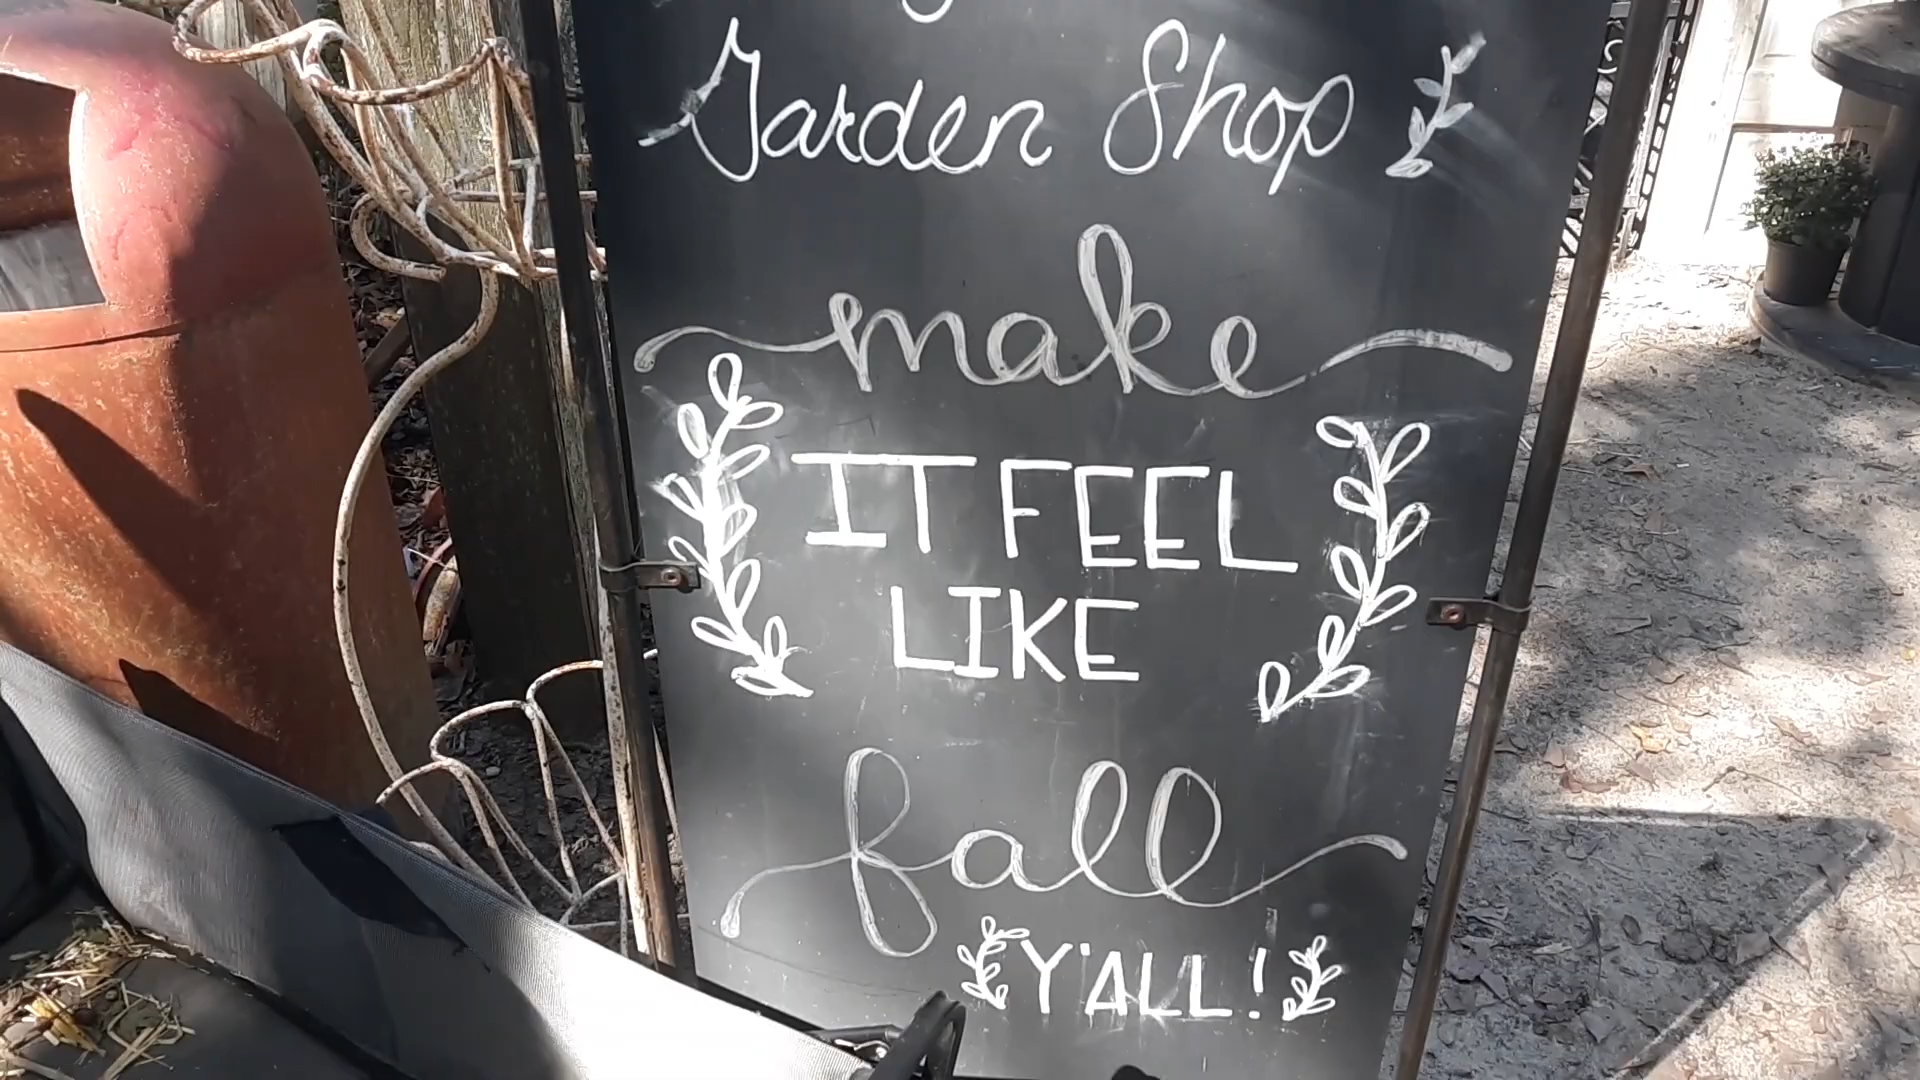 Garden Shop
make
IT FEEL
LIKE
fall
Y'ALL!